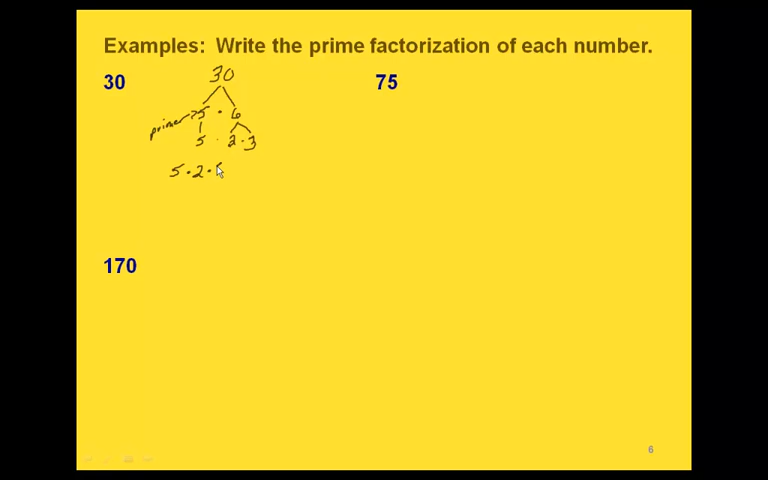 Examples: Write the prime factorization of each number.
30
30
75
prime > 5 · 6
5 · 2 · 3
5 · 2 ·
170
6